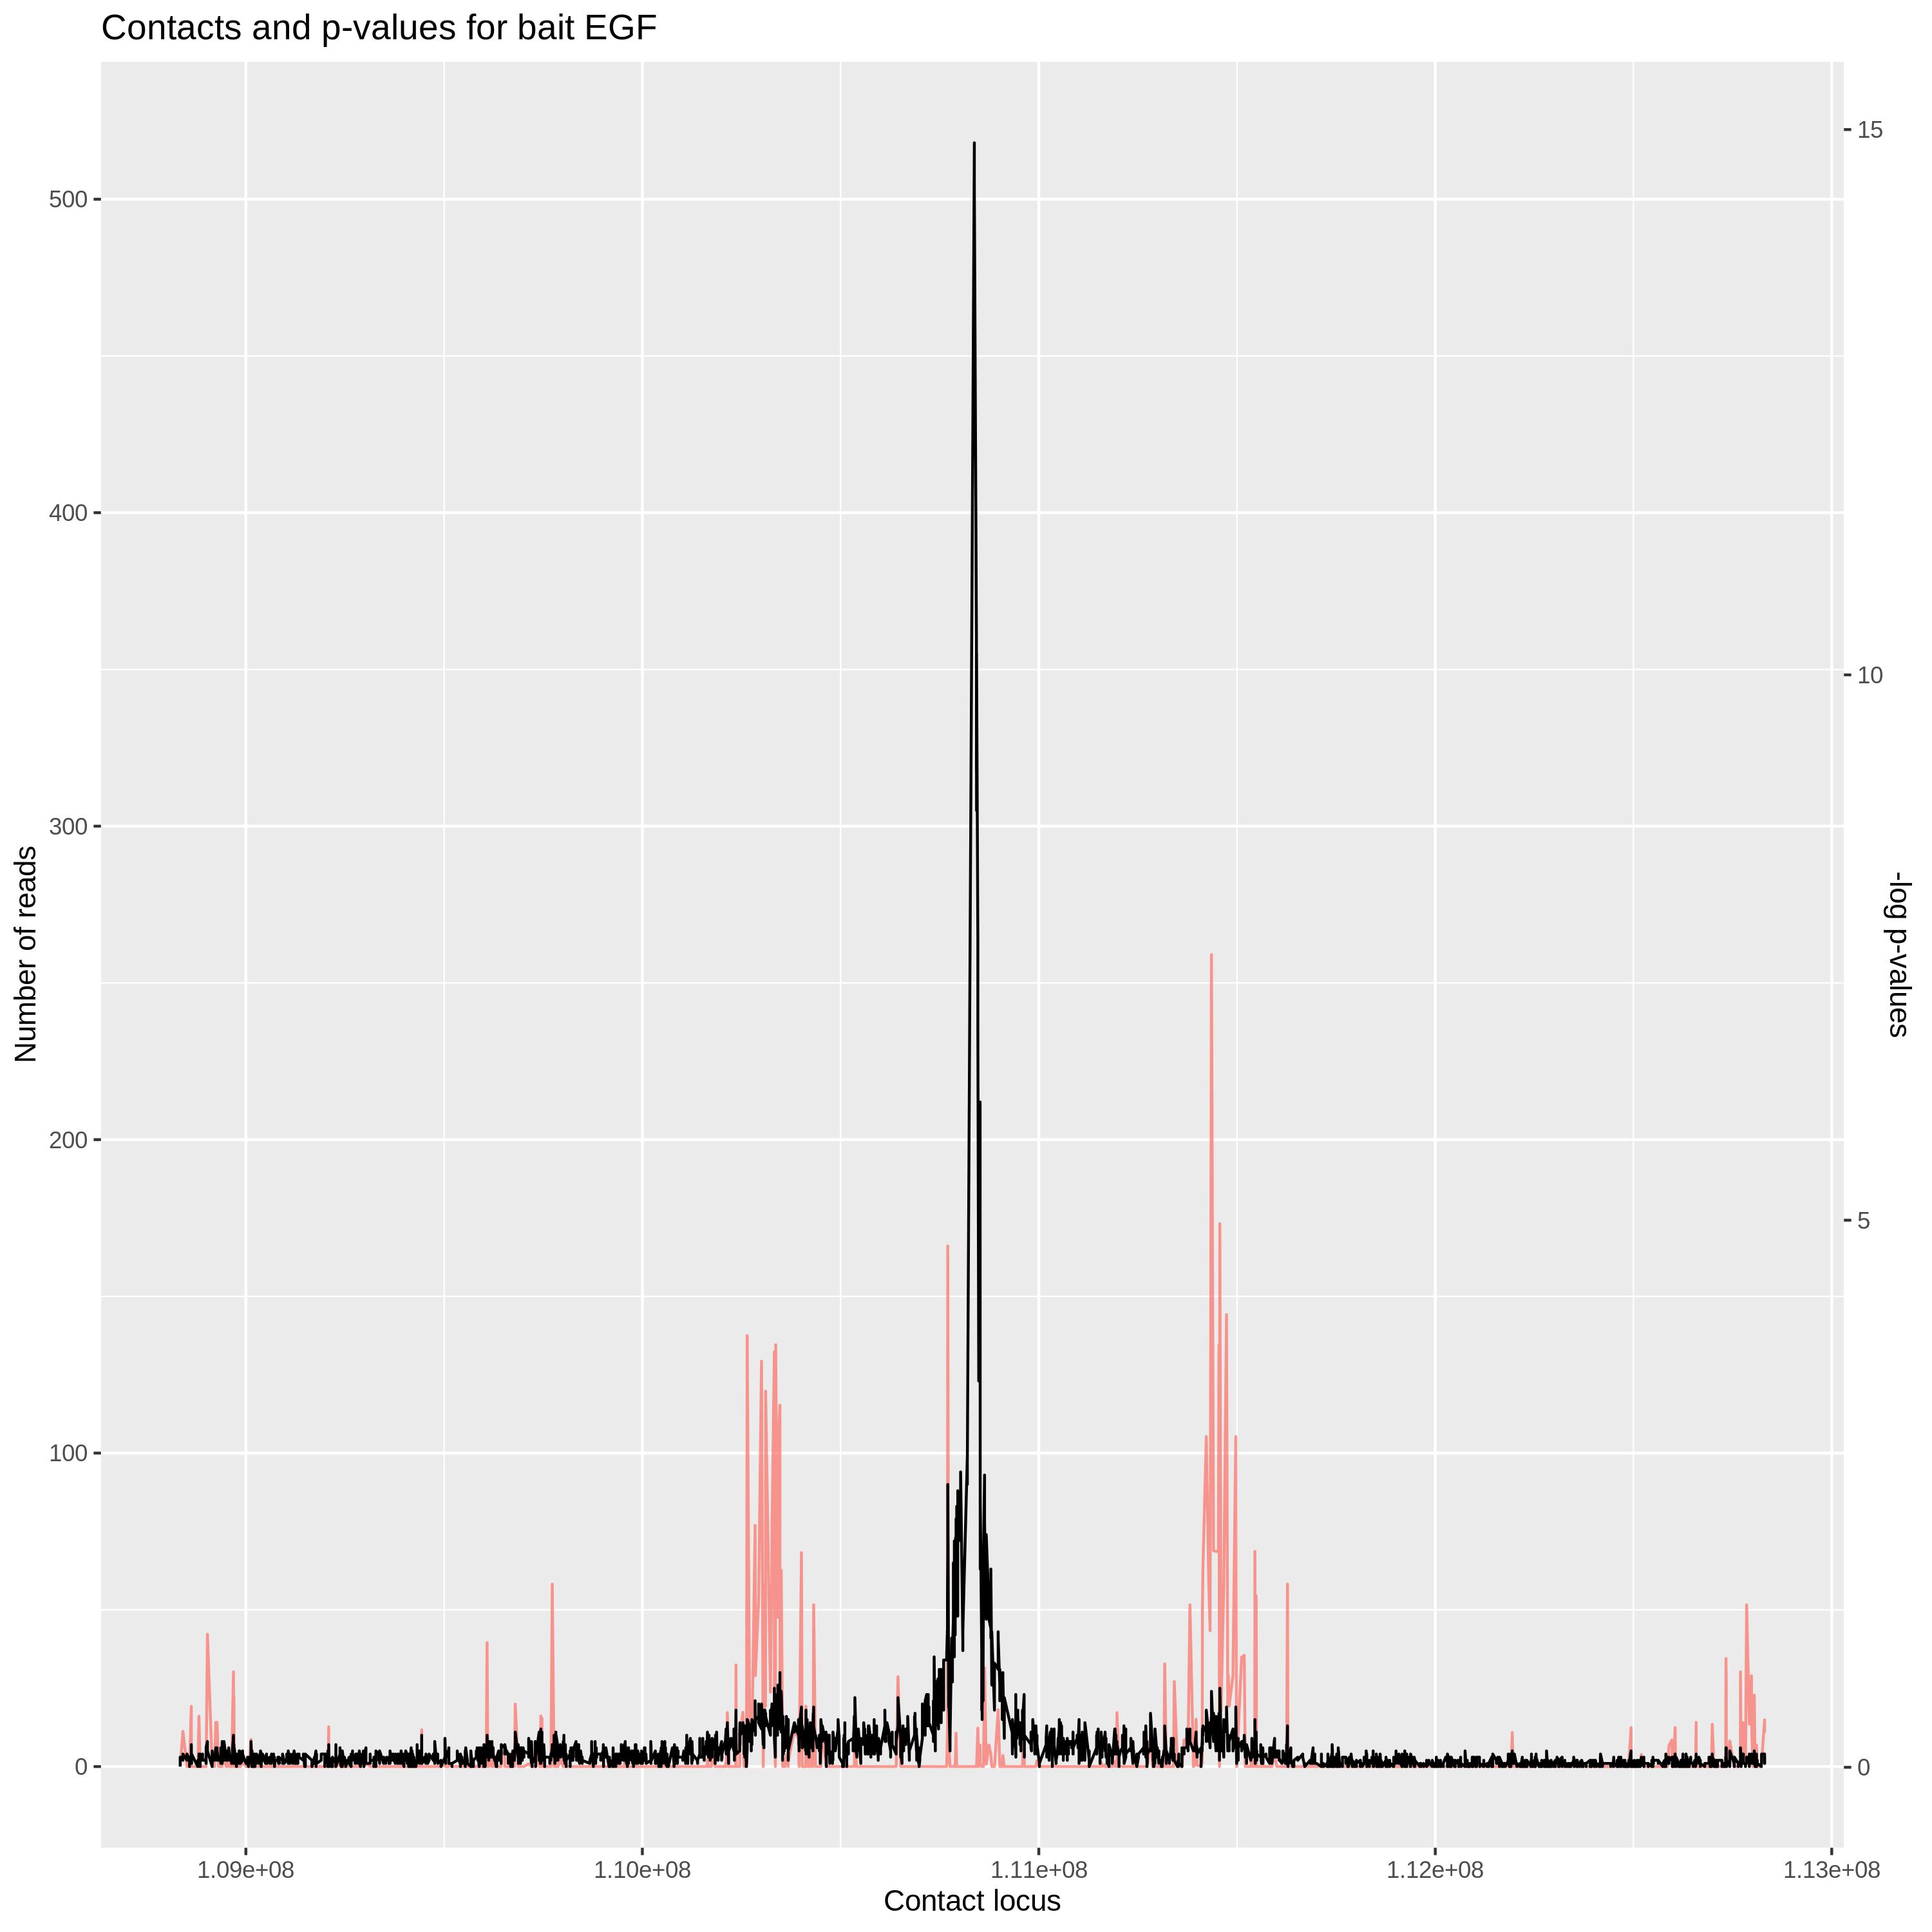 Contacts and p-values for bait EGF
500
400
300
200
100
0
Number of reads
15
10
5
0
-log p-values
1.09e+08
1.10e+08
1.11e+08
1.12e+08
1.13e+08
Contact locus